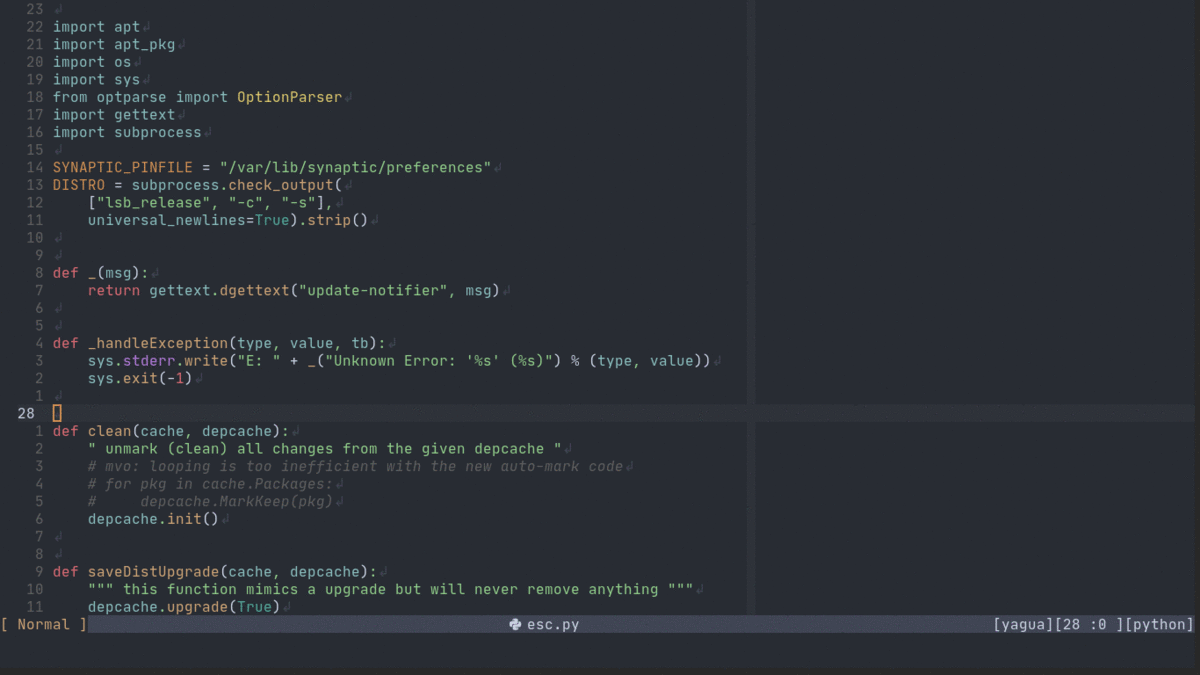 23
22 import apt
21 import apt_pkg
20 import os
19 import sys
18 from optparse import OptionParser
17 import gettext
16 import subprocess
15
14 SYNAPTIC_PINFILE = "/var/lib/synaptic/preferences"
13 DISTRO = subprocess.check_output(
12     ["lsb_release", "-c", "-s"],
11     universal_newlines=True).strip()
10
9
8 def _(msg):
7     return gettext.dgettext("update-notifier", msg)
6
5
4 def _handleException(type, value, tb):
3     sys.stderr.write("E: " + _("Unknown Error: '%s' (%s)") % (type, value))
2     sys.exit(-1)
1
28
1 def clean(cache, depcache):
2     " unmark (clean) all changes from the given depcache "
3     # mvo: looping is too inefficient with the new auto-mark code
4     # for pkg in cache.Packages:
5     #     depcache.MarkKeep(pkg)
6     depcache.init()
7
8
9 def saveDistUpgrade(cache, depcache):
10     """ this function mimics a upgrade but will never remove anything """
11     depcache.upgrade(True)
[ Normal ] esc.py [yagua][28 :0 ][python]